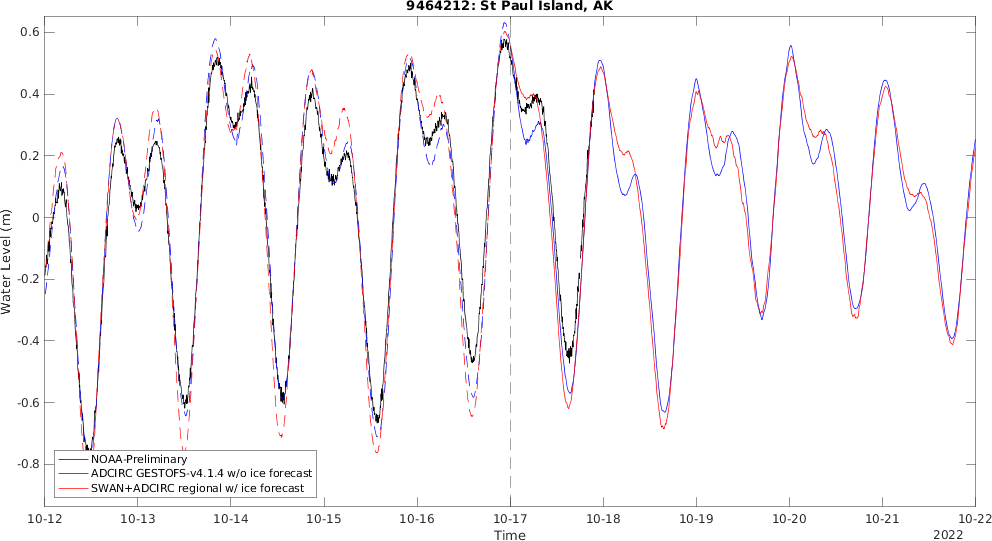 9464212: St Paul Island, AK
Water Level (m)
0.6
0.4
0.2
0
-0.2
-0.4
-0.6
-0.8
NOAA-Preliminary
ADCIRC GESTOFS-v4.1.4 w/o ice forecast
SWAN+ADCIRC regional w/ ice forecast
10-12 10-13 10-14 10-15 10-16 10-17 10-18 10-19 10-20 10-21 10-22
Time
2022